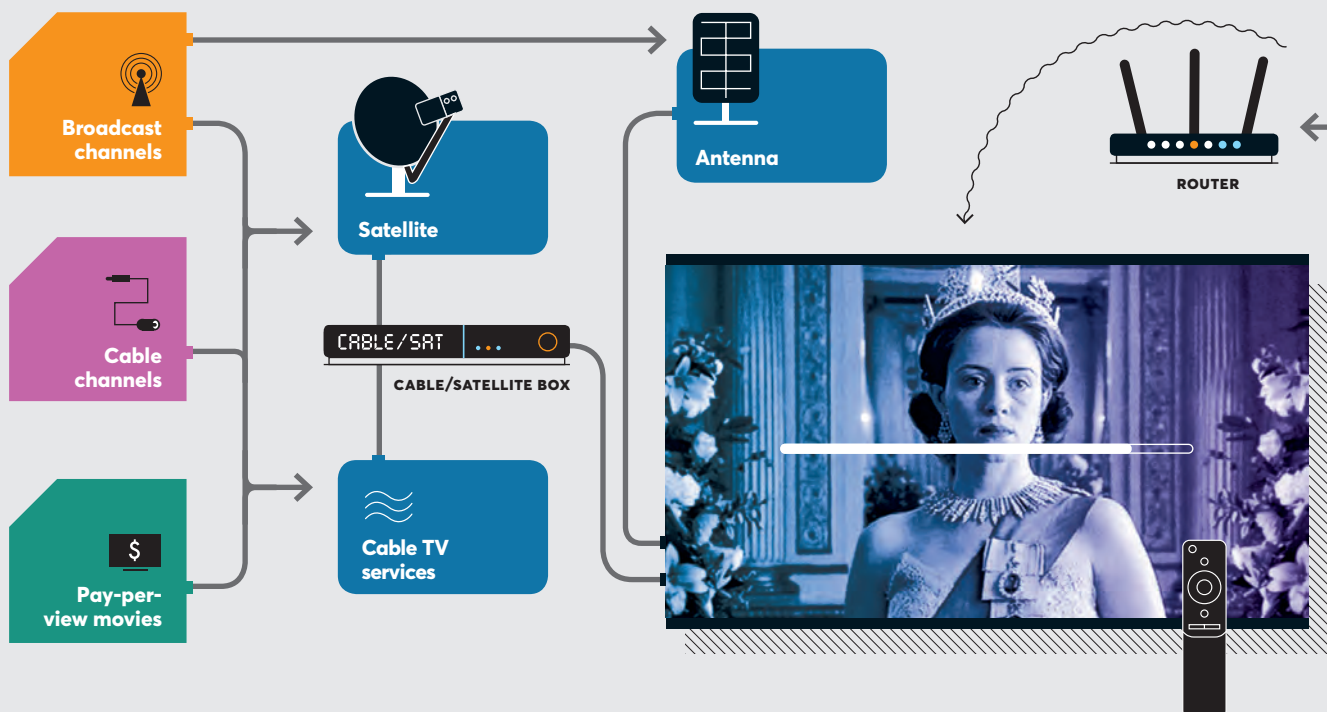 Broadcast
channels
Satellite
Antenna
ROUTER
Cable
channels
CABLE/SAT
CABLE/SATELLITE BOX
$
Pay-per-
view movies
Cable TV
services